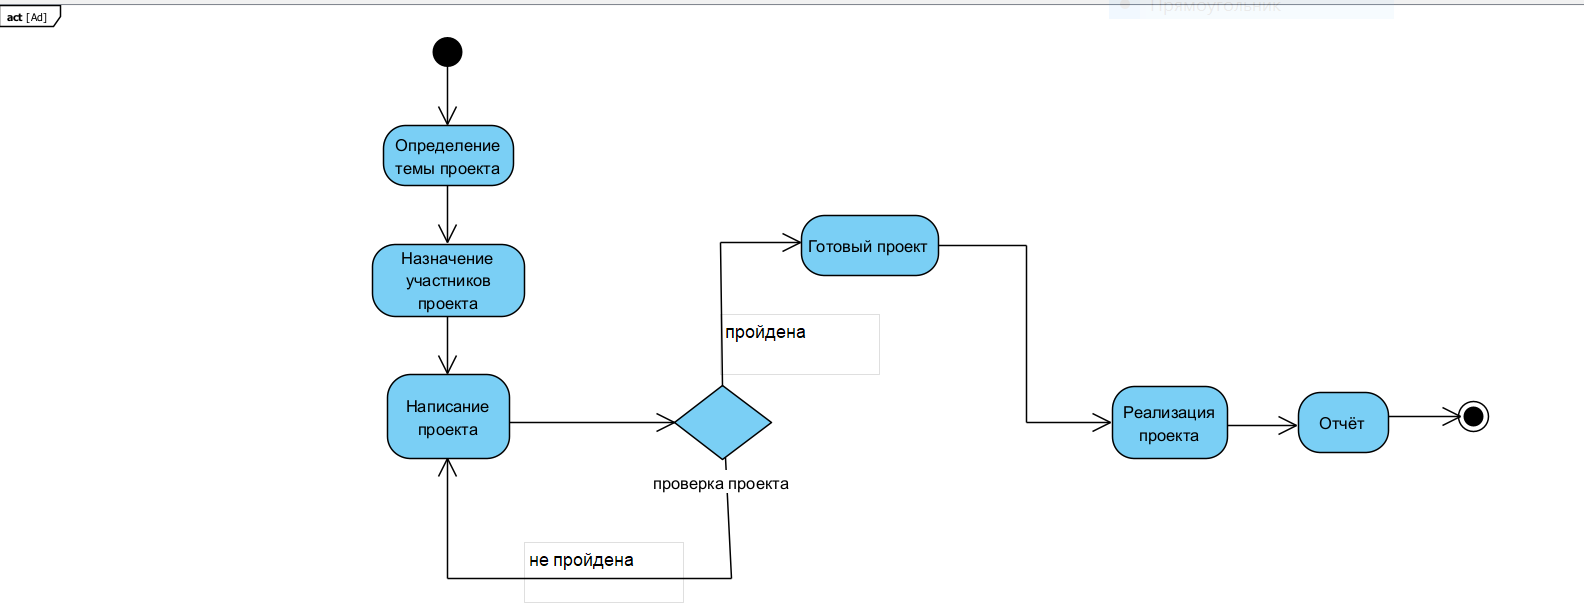 act [Ad]
Прямоугольник
Определение
темы проекта
Назначение
участников
проекта
Написание
проекта
проверка проекта
пройдена
не пройдена
Готовый проект
Реализация
проекта
Отчёт